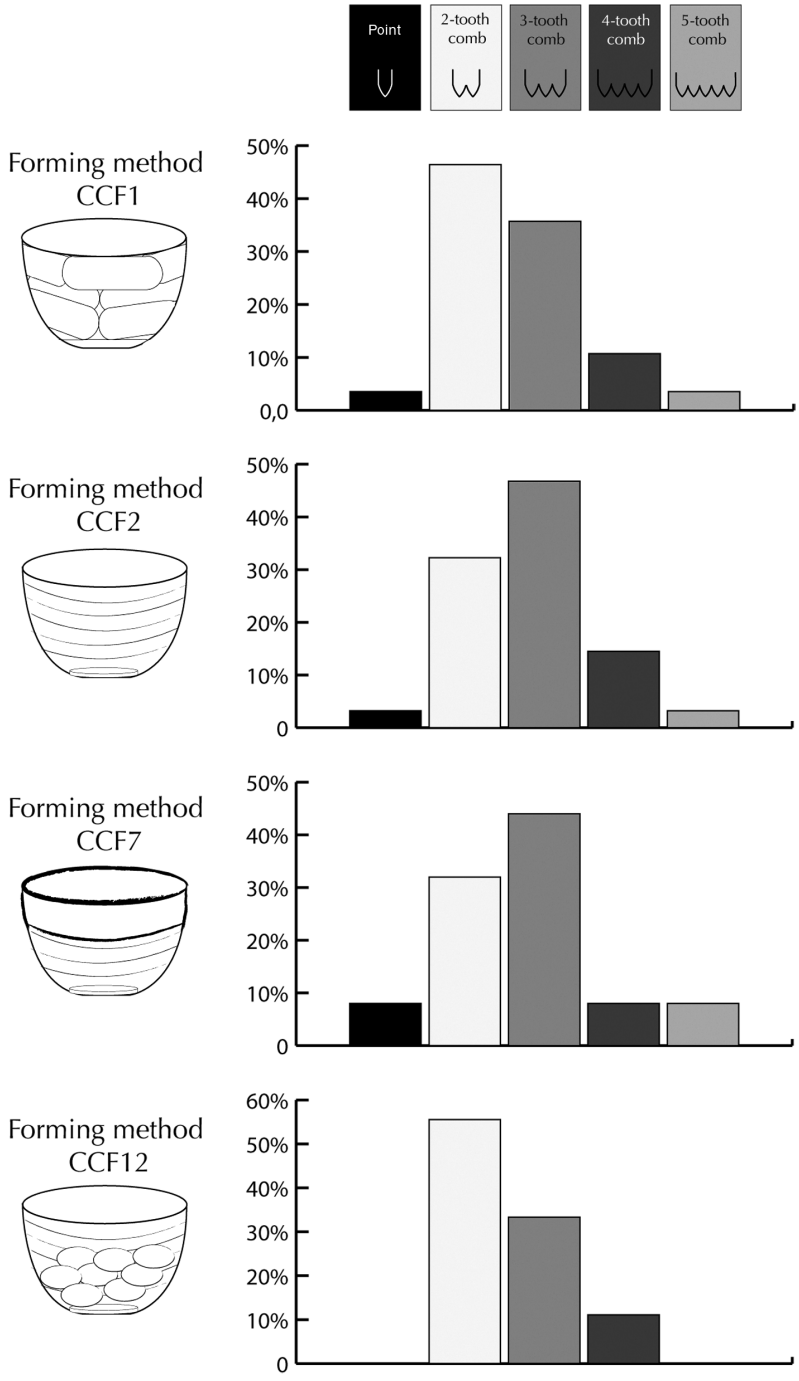 Point
2-tooth
comb
3-tooth
comb
4-tooth
comb
5-tooth
comb
Forming method
CCF1
50%
40%
30%
20%
10%
0,0
Forming method
CCF2
50%
40%
30%
20%
10%
0
Forming method
CCF7
50%
40%
30%
20%
10%
0
Forming method
CCF12
60%
50%
40%
30%
20%
10%
0